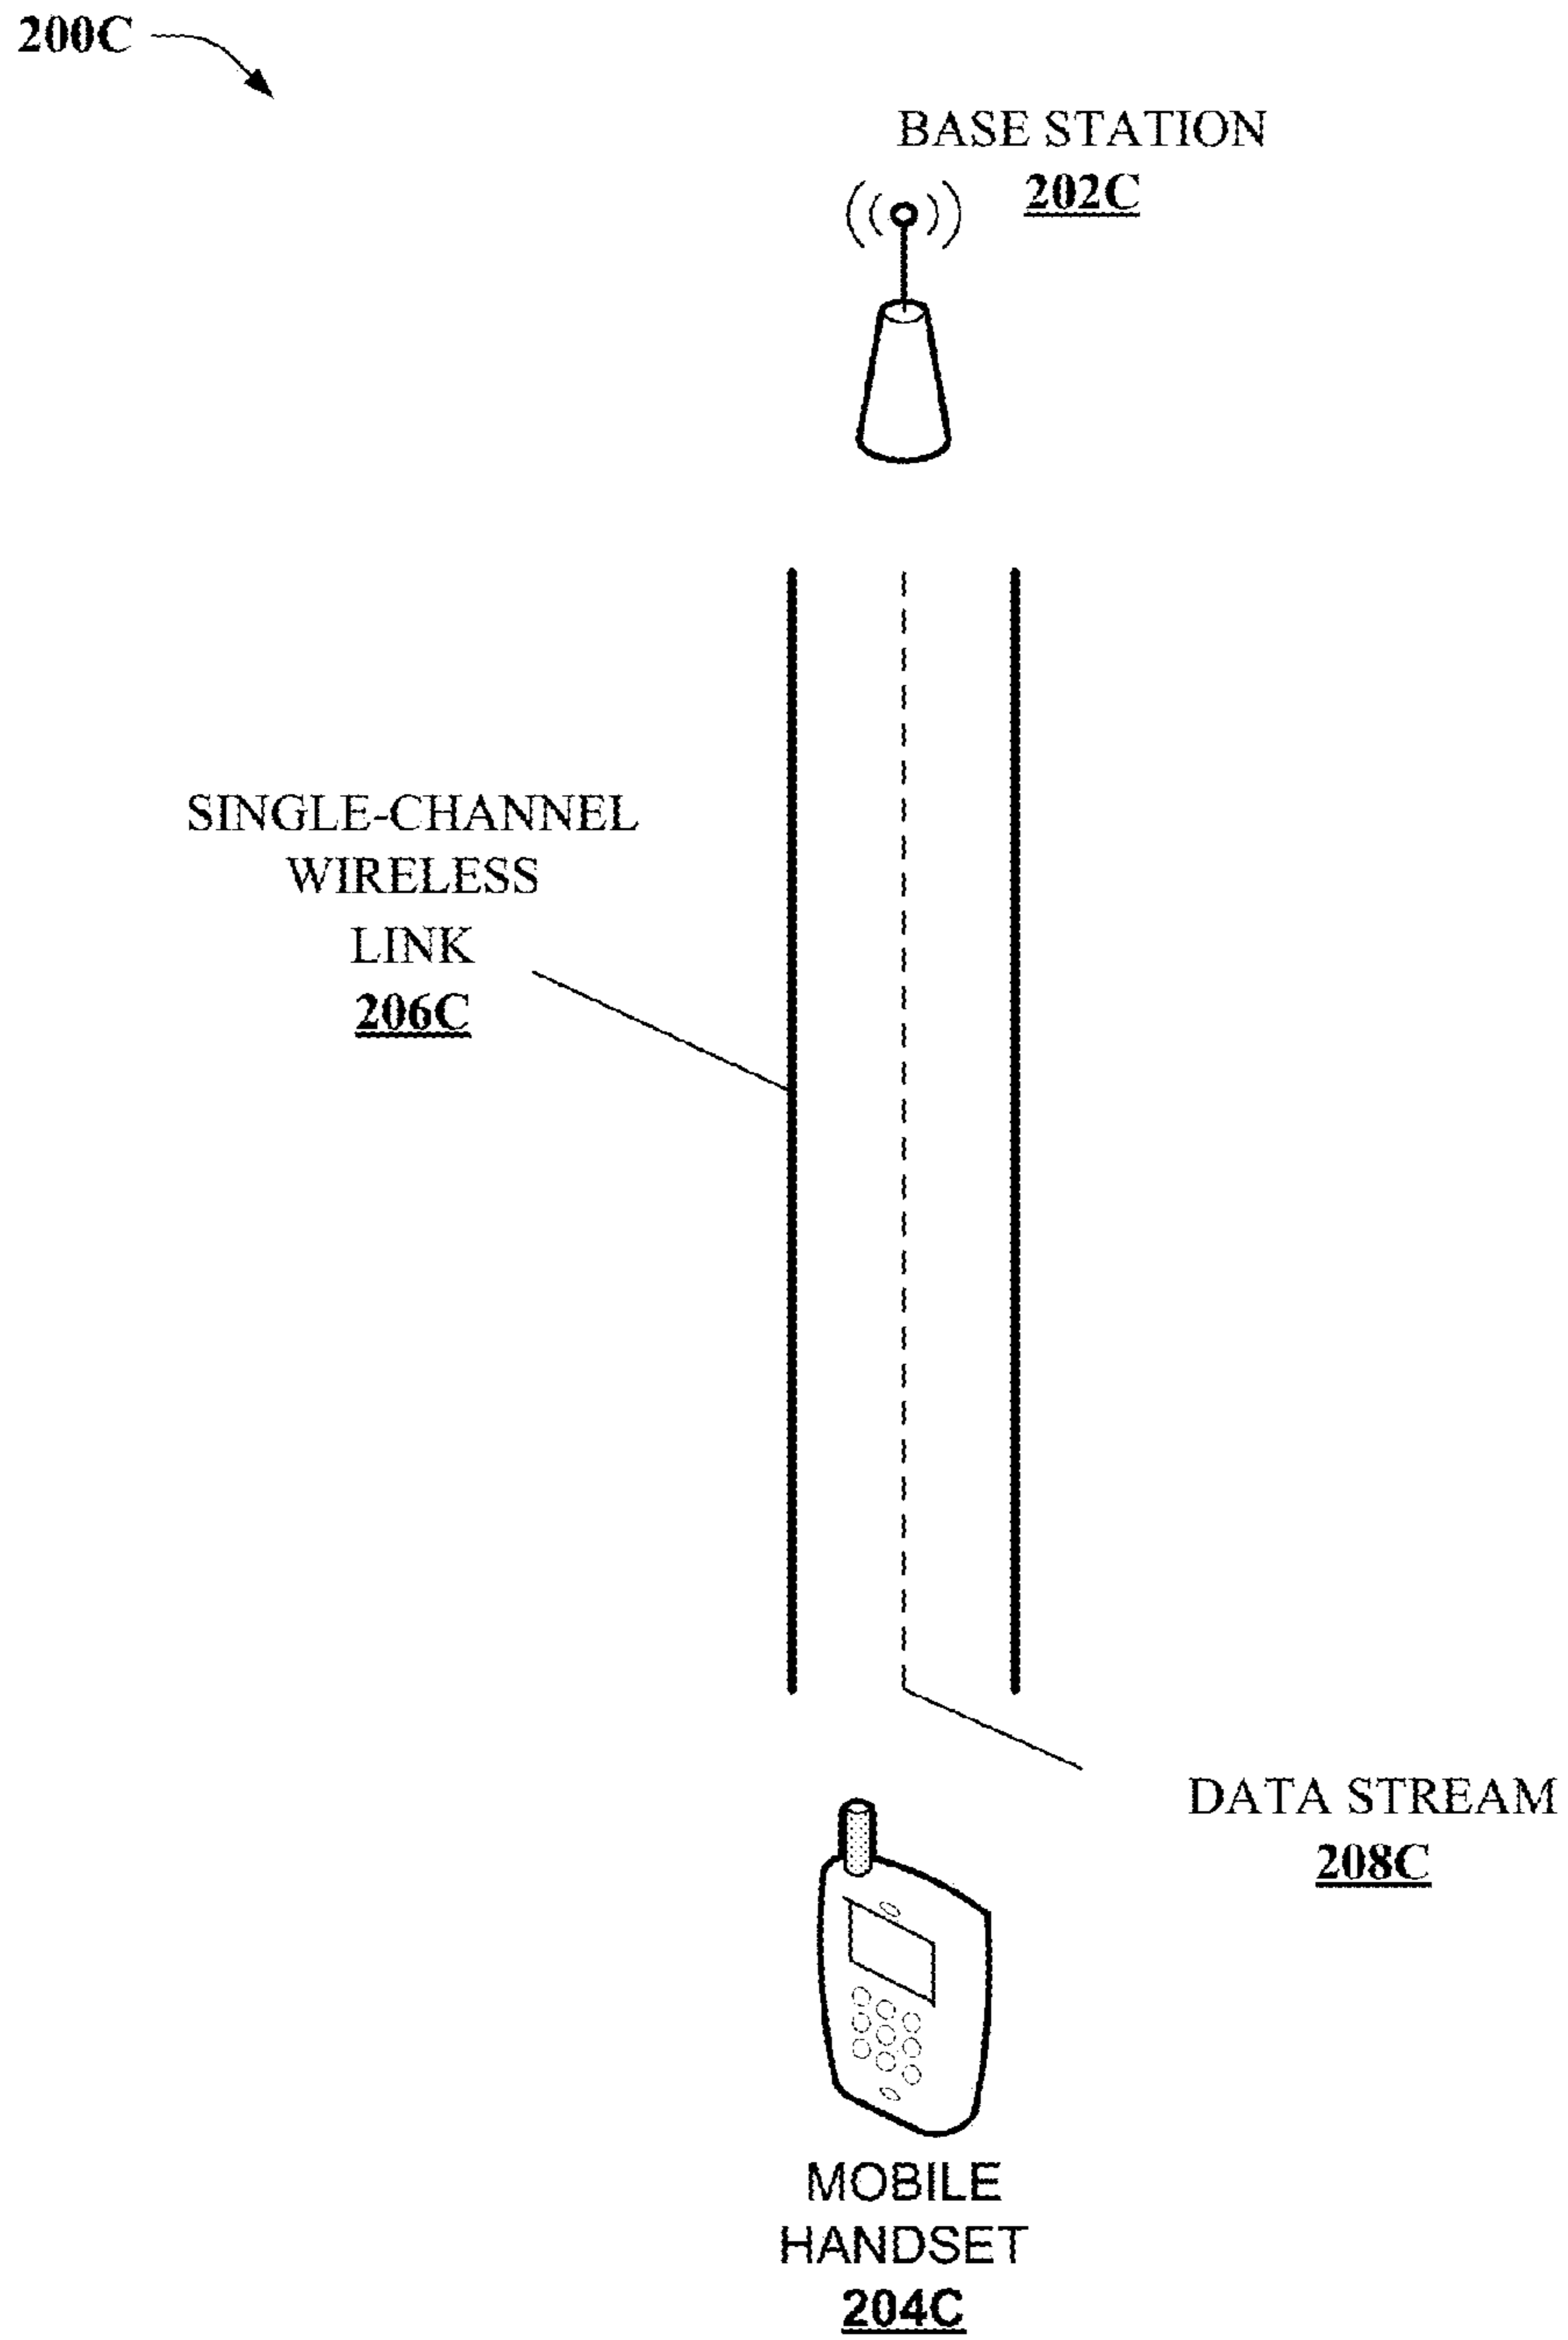 200C
BASE STATION
202C
SINGLE-CHANNEL
WIRELESS
LINK
206C
DATA STREAM
208C
MOBILE
HANDSET
204C